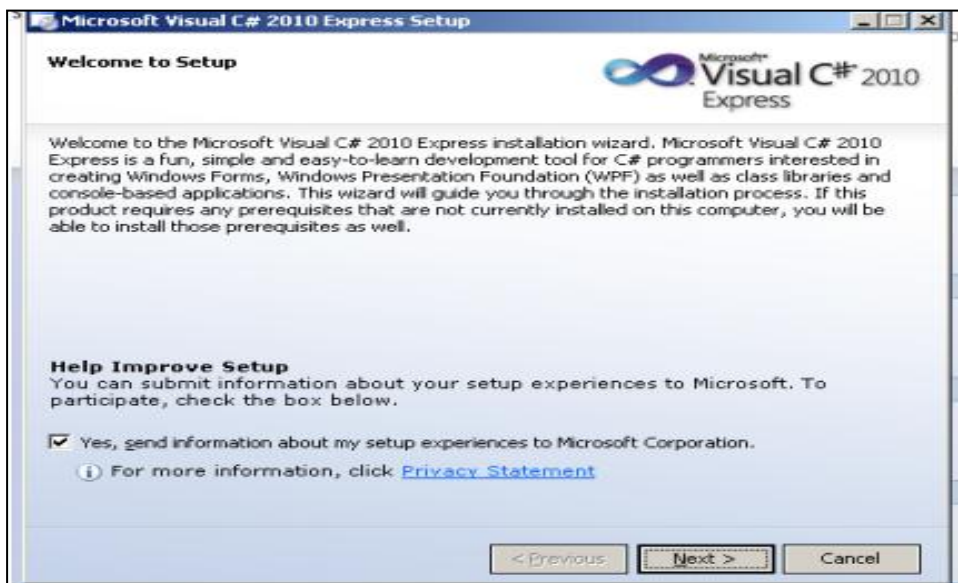 Microsoft Visual C# 2010 Express Setup
Welcome to Setup
Microsoft®
Visual C# 2010
Express
Welcome to the Microsoft Visual C# 2010 Express installation wizard. Microsoft Visual C# 2010
Express is a fun, simple and easy-to-learn development tool for C# programmers interested in
creating Windows Forms, Windows Presentation Foundation (WPF) as well as class libraries and
console-based applications. This wizard will guide you through the installation process. If this
product requires any prerequisites that are not currently installed on this computer, you will be
able to install those prerequisites as well.
Help Improve Setup
You can submit information about your setup experiences to Microsoft. To
participate, check the box below.
Yes, send information about my setup experiences to Microsoft Corporation.
For more information, click Privacy Statement
< Previous
Next >
Cancel